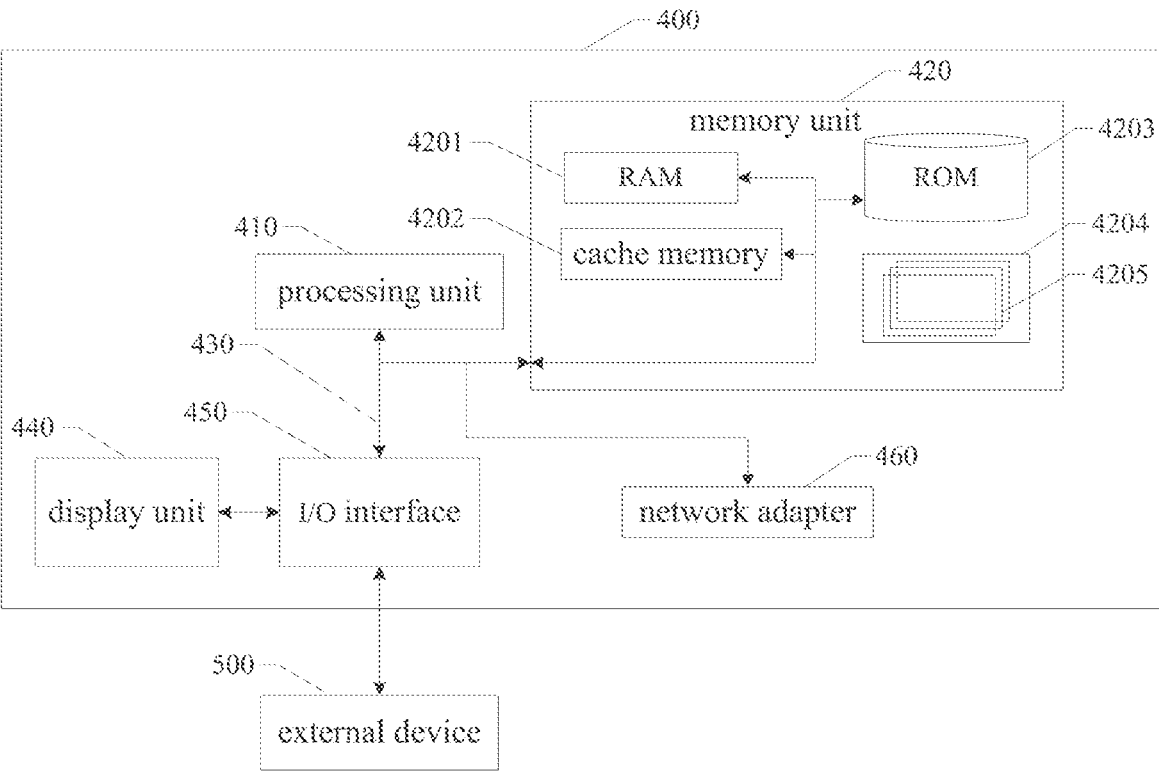 400
420
memory unit
4201
RAM
4203
ROM
4202
cache memory
4204
4205
410
processing unit
430
450
440
display unit
I/O interface
460
network adapter
500
external device